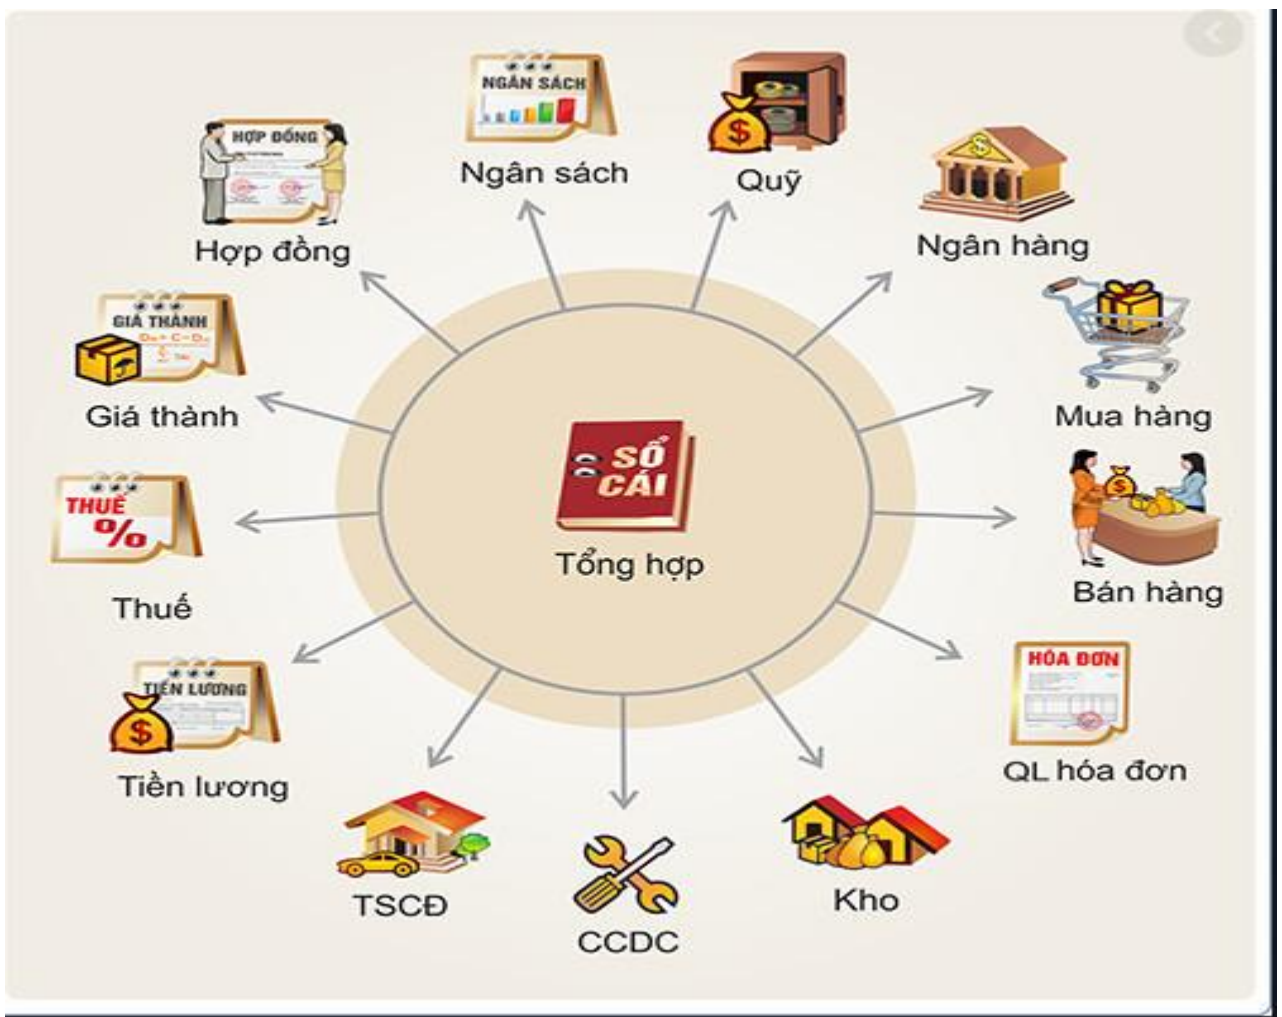 NGÂN SÁCH
Ngân sách
Quỹ
HỢP ĐỒNG
Hợp đồng
Ngân hàng
GIÁ THÀNH
Giá thành
Mua hàng
SỔ
CÁI
Tổng hợp
THUẾ
%
Thuế
Bán hàng
TIỀN LƯƠNG
Tiền lương
HÓA ĐƠN
QL hóa đơn
TSCĐ
CCDC
Kho